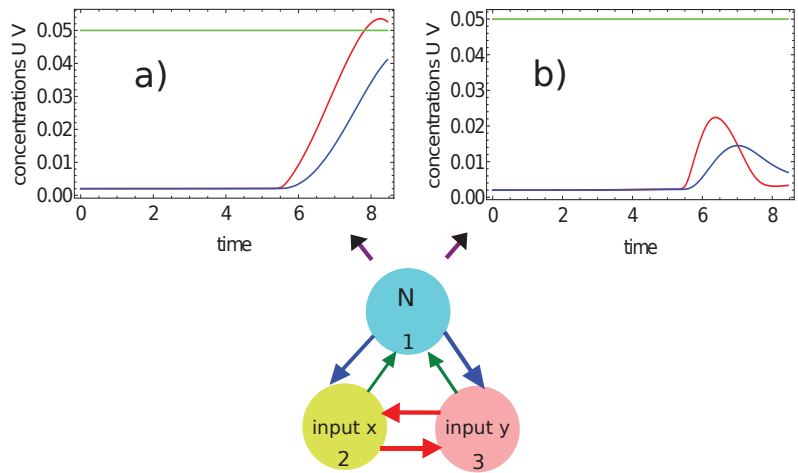 concentrations U V
0.05
0.04
0.03
0.02
0.01
0.00
0
2
4
6
8
time
a)
concentrations U V
0.05
0.04
0.03
0.02
0.01
0.00
0
2
4
6
8
time
b)
N
1
input x
2
input y
3